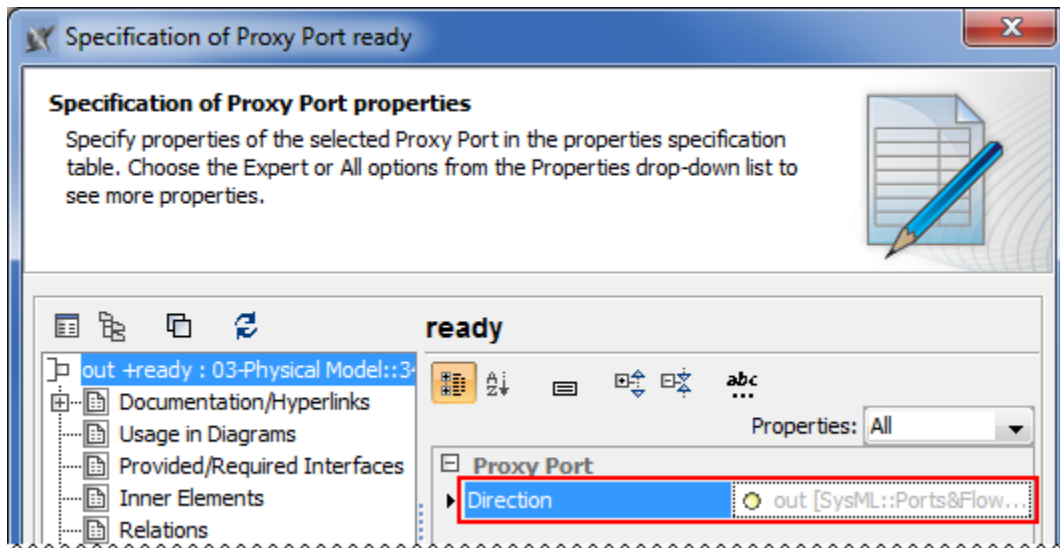 Specification of Proxy Port ready
Specification of Proxy Port properties
Specify properties of the selected Proxy Port in the properties specification
table. Choose the Expert or All options from the Properties drop-down list to
see more properties.
ready
out +ready : 03-Physical Model::34
Documentation/Hyperlinks
Usage in Diagrams
Provided/Required Interfaces
Inner Elements
Relations
abc
Properties: All
Proxy Port
Direction out [SysML::Ports&Flow...